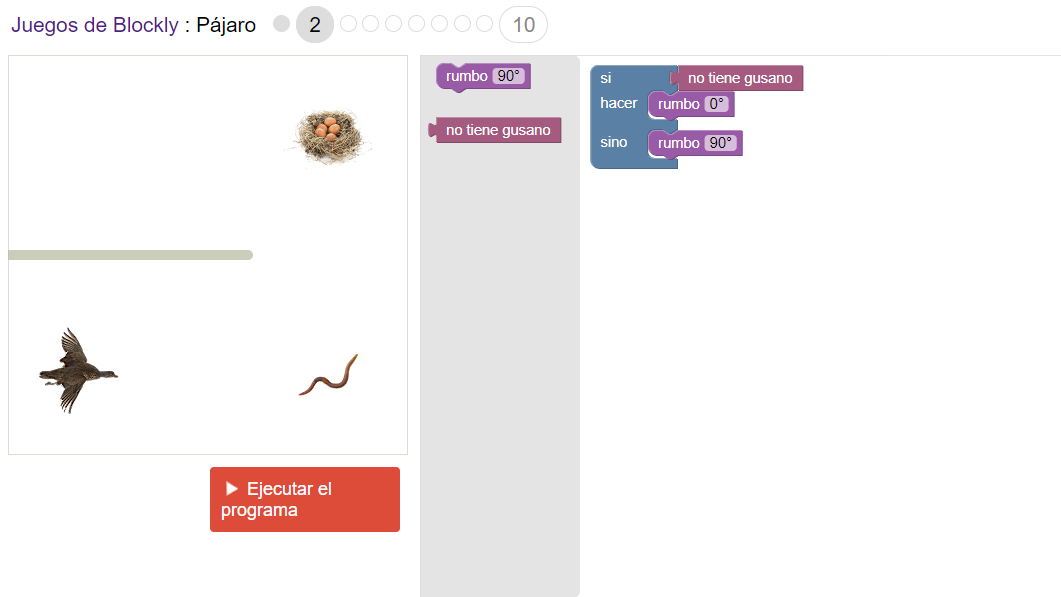 Juegos de Blockly : Pájaro 2 10
rumbo 90°
no tiene gusano
si no tiene gusano
hacer rumbo 0°
sino rumbo 90°
Ejecutar el
programa